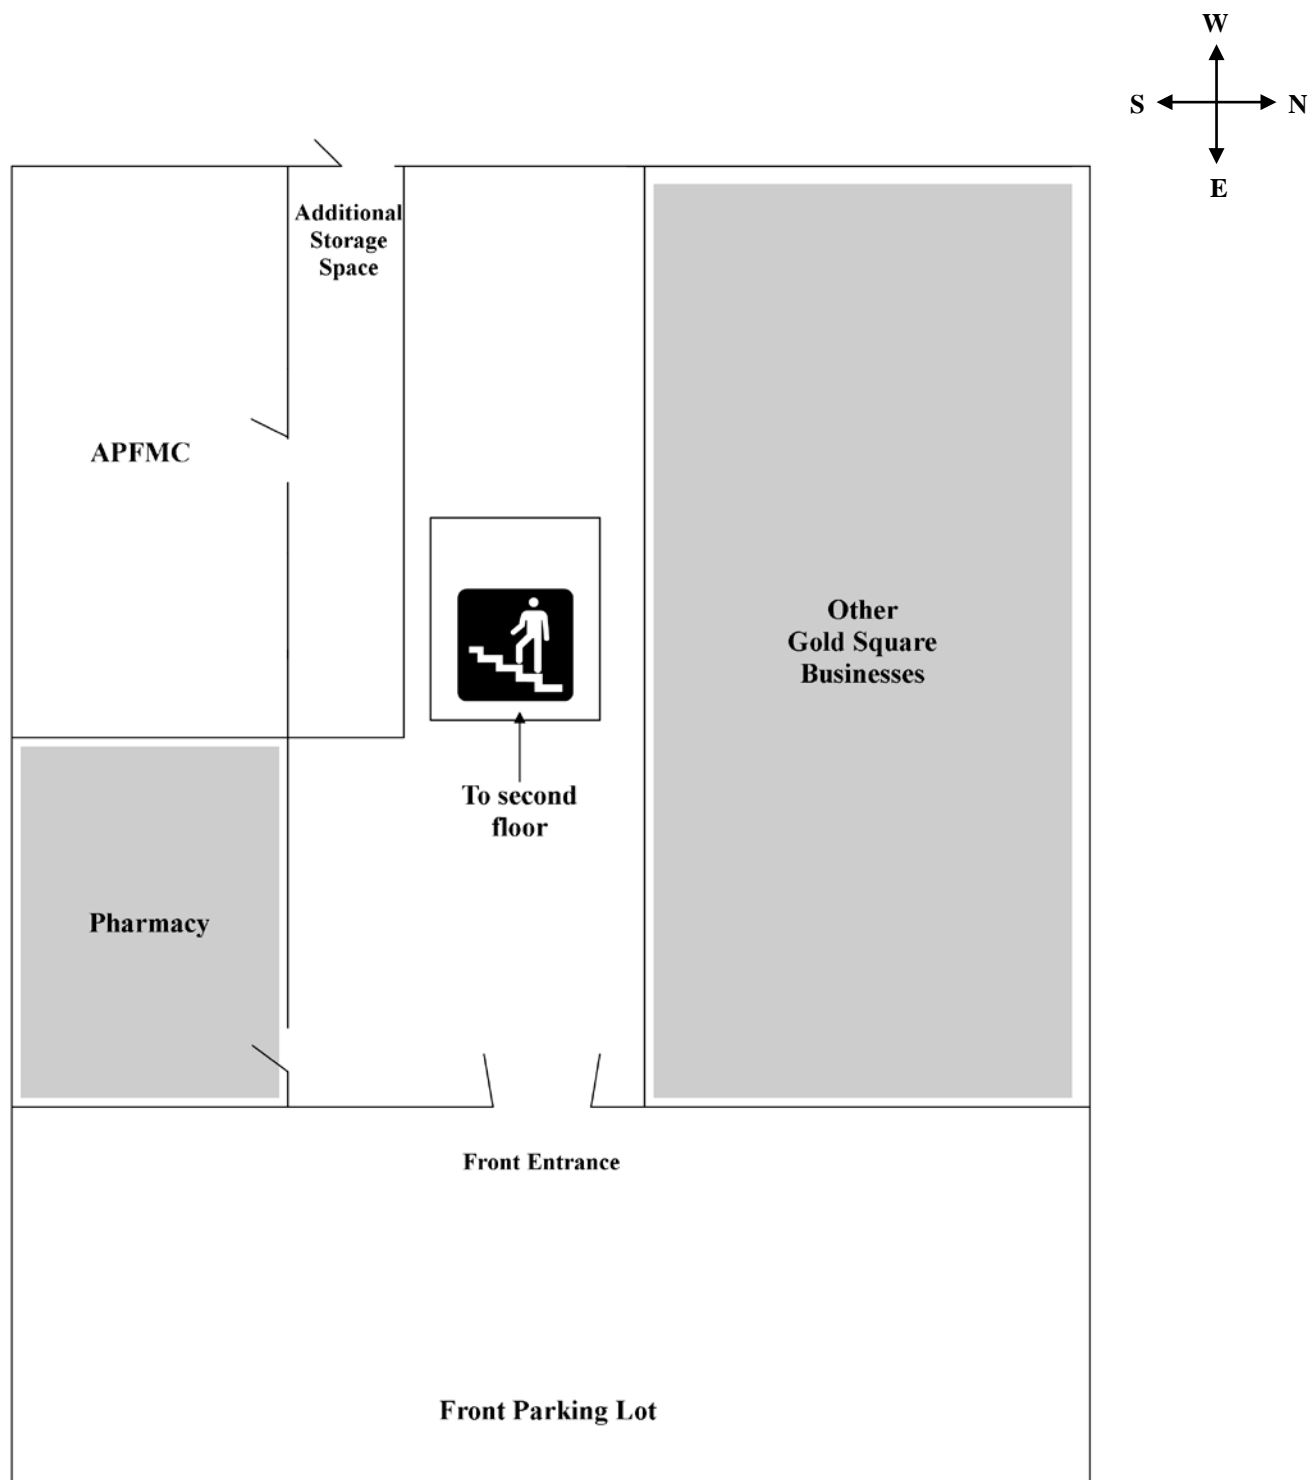 W
S
N
E
Additional
Storage
Space
APFMC
Other
Gold Square
Businesses
To second
floor
Pharmacy
Front Entrance
Front Parking Lot